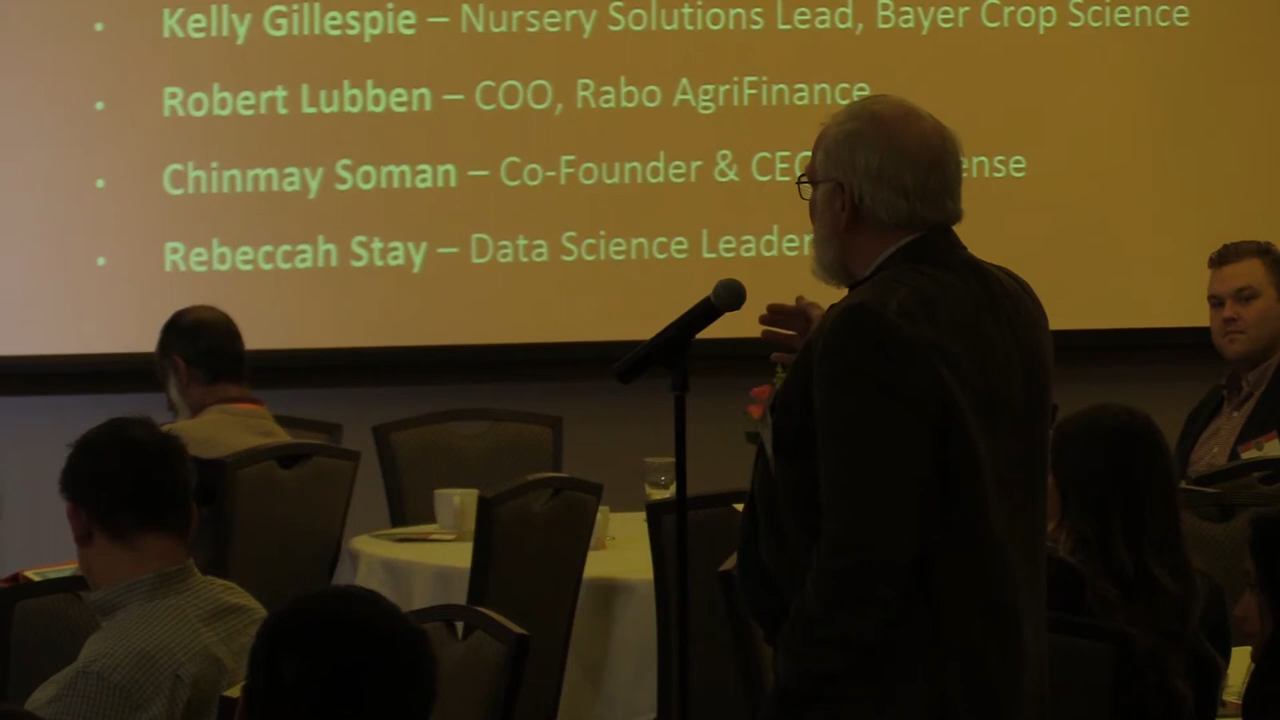 • Kelly Gillespie – Nursery Solutions Lead, Bayer Crop Science
• Robert Lubben – COO, Rabo AgriFinance
• Chinmay Soman – Co-Founder & CEO
• Rebeccah Stay – Data Science Leader